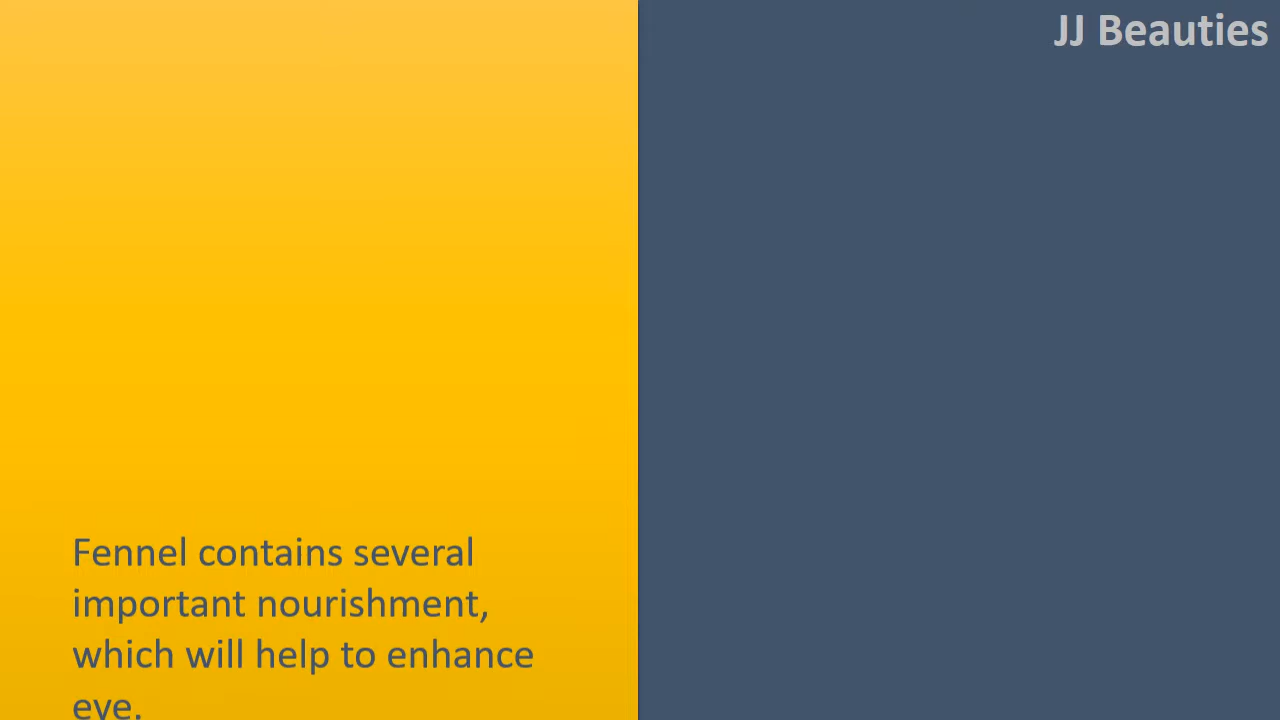 JJ Beauties
Fennel contains several
important nourishment,
which will help to enhance
eye.